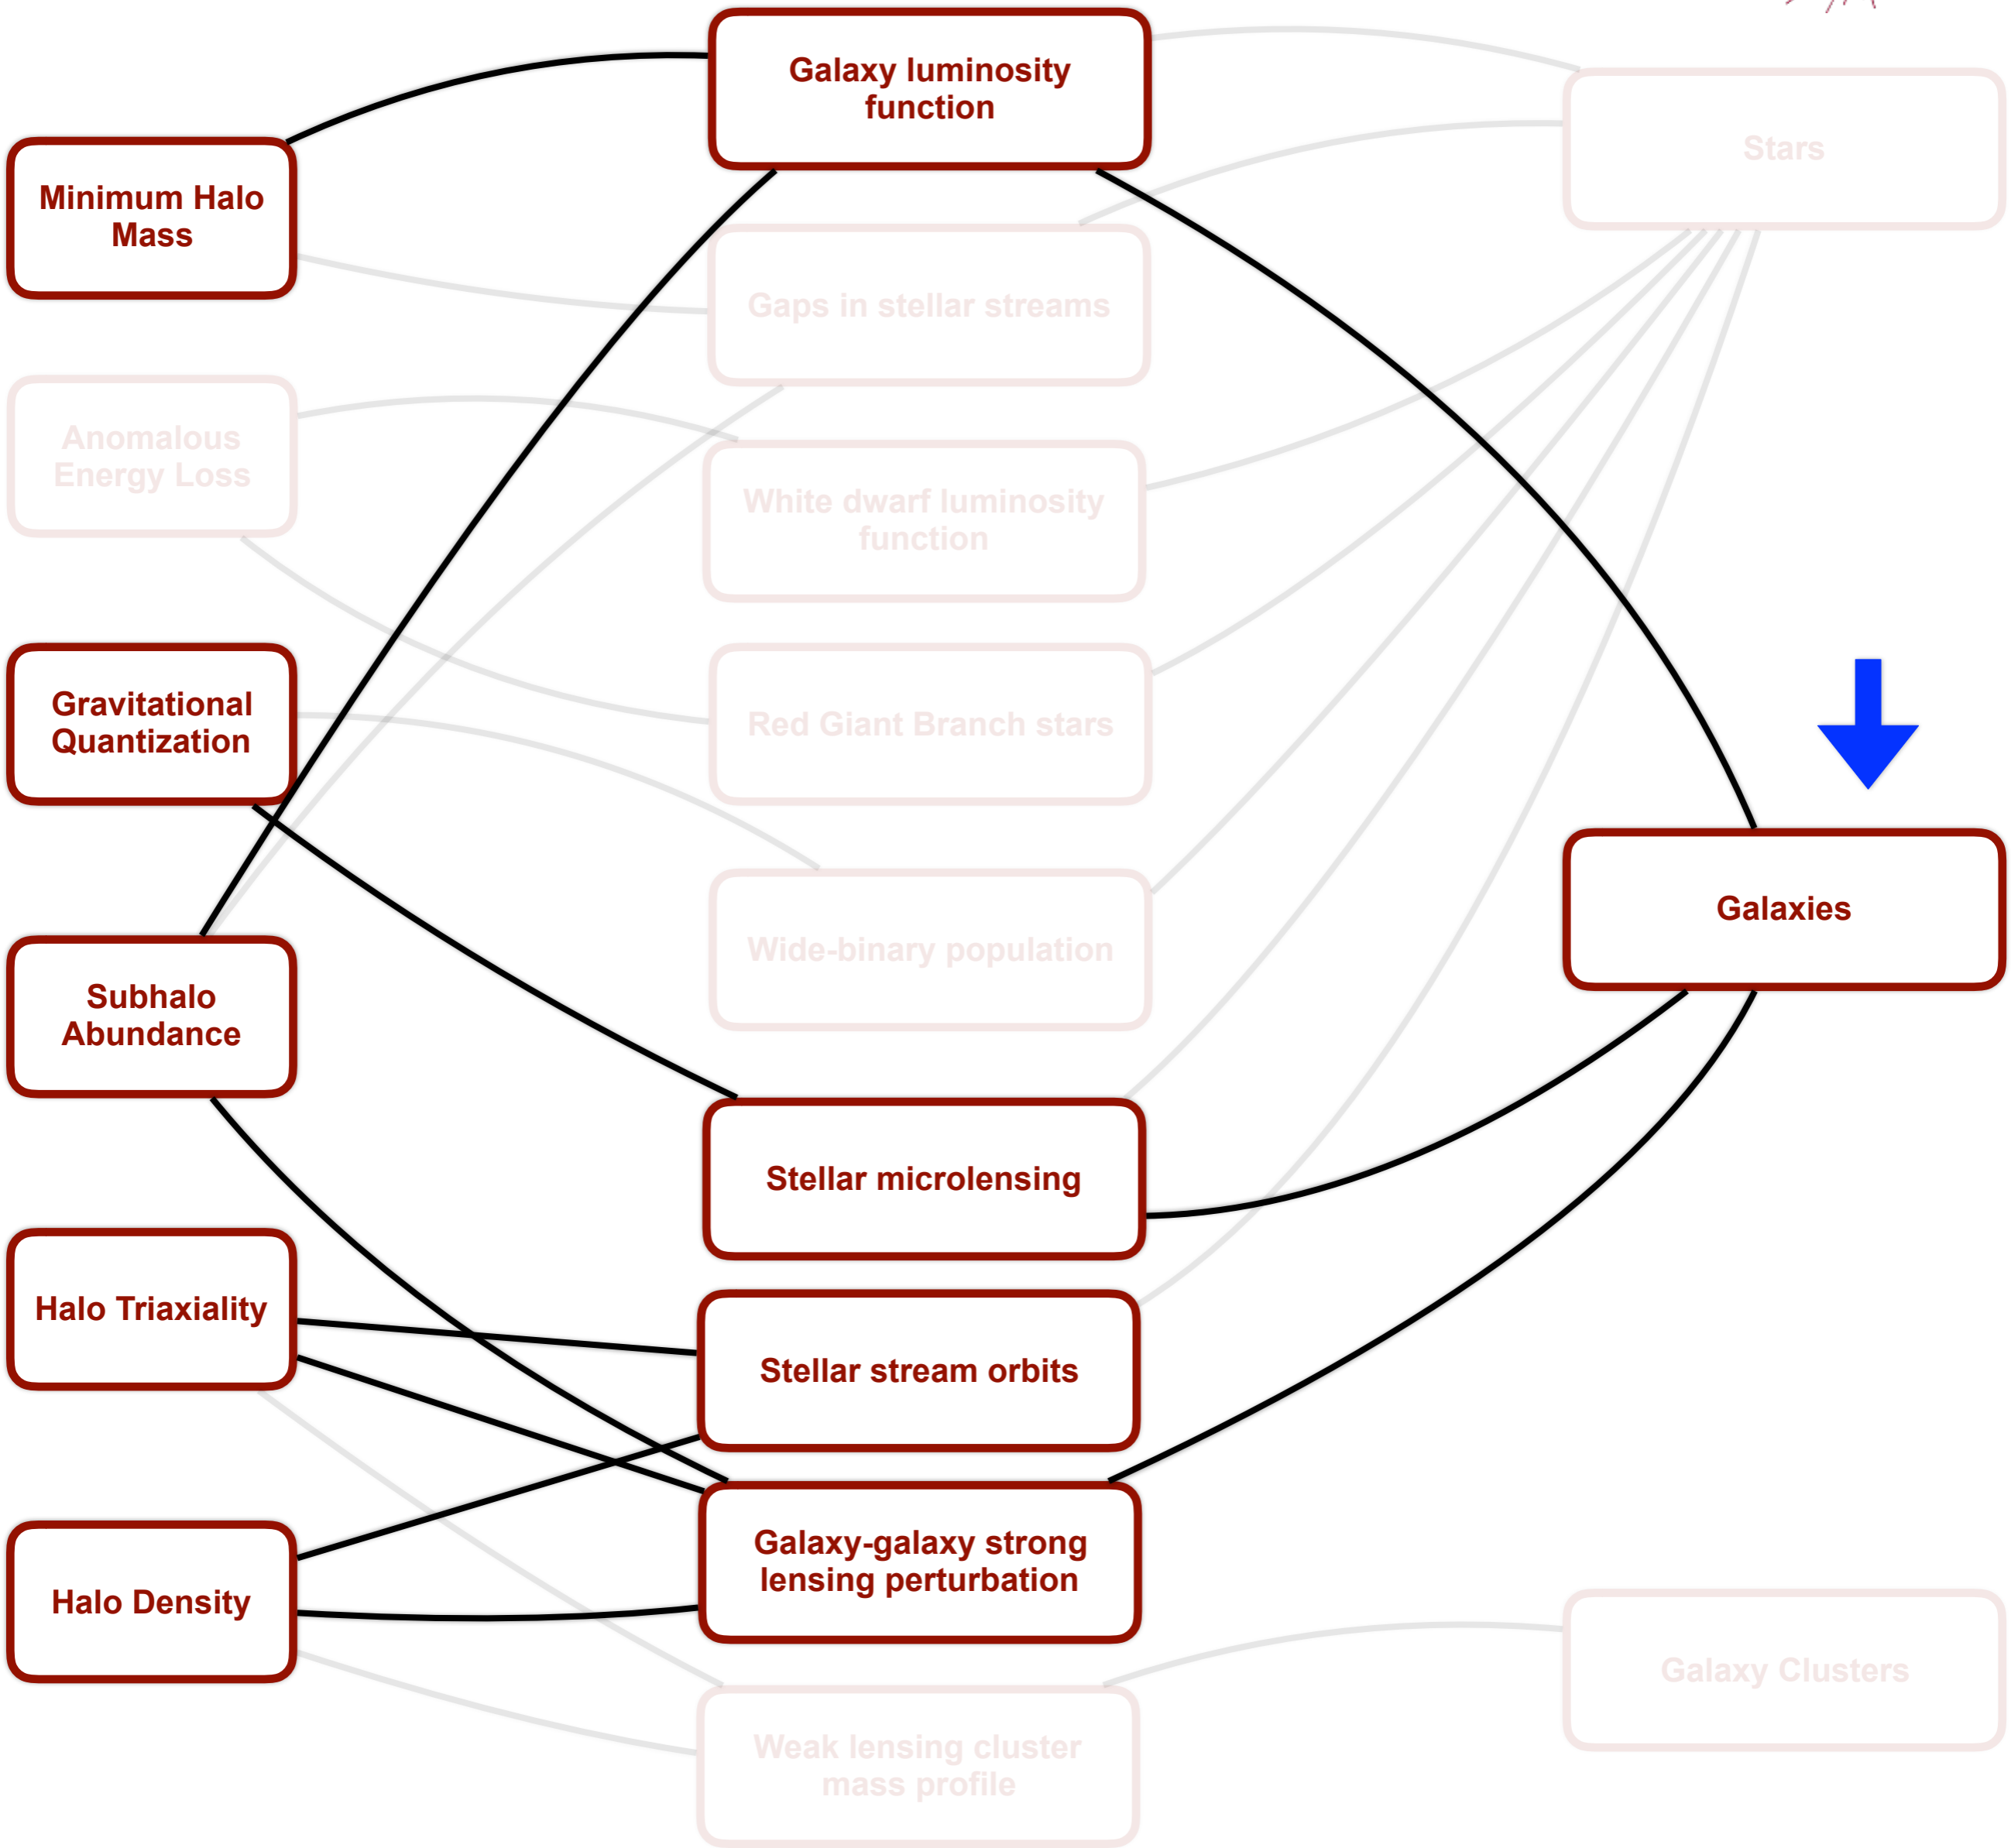 Galaxy luminosity
function
Stars
Minimum Halo
Mass
Gaps in stellar streams
Anomalous
Energy Loss
White dwarf luminosity
function
Gravitational
Quantization
Red Giant Branch stars
Galaxies
Wide-binary population
Subhalo
Abundance
Stellar microlensing
Halo Triaxiality
Stellar stream orbits
Galaxy-galaxy strong
lensing perturbation
Halo Density
Galaxy Clusters
Weak lensing cluster
mass profile